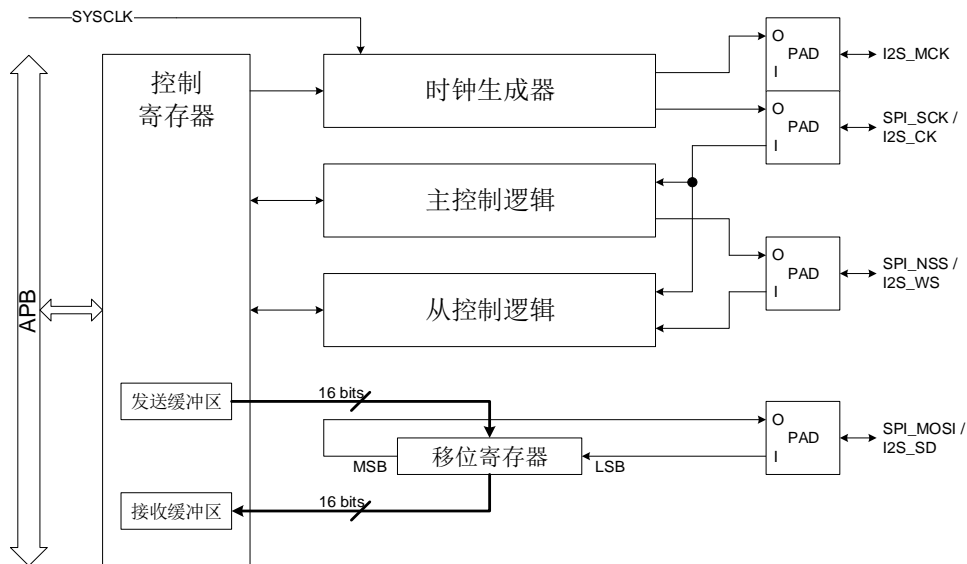 SYSCLK
O
PAD
I
I2S_MCK
控制
寄存器
时钟生成器
O
PAD
I
SPI_SCK /
I2S_CK
主控制逻辑
O
PAD
I
SPI_NSS /
I2S_WS
从控制逻辑
APB
发送缓冲区
16 bits
O
PAD
I
SPI_MOSI /
I2S_SD
MSB
移位寄存器
LSB
接收缓冲区
16 bits